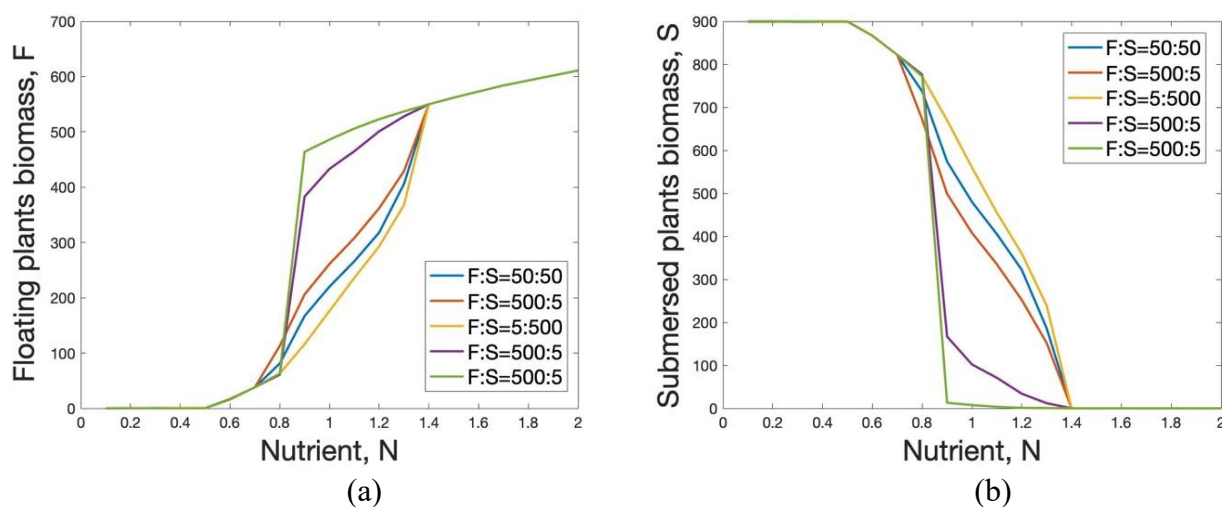 Floating plants biomass, F
700
600
500
400
300
200
100
0
0 0.2 0.4 0.6 0.8 1 1.2 1.4 1.6 1.8 2
Nutrient, N
F:S=50:50
F:S=500:5
F:S=5:500
F:S=500:5
F:S=500:5
(a)
Submersed plants biomass, S
900
800
700
600
500
400
300
200
100
0
0 0.2 0.4 0.6 0.8 1 1.2 1.4 1.6 1.8 2
Nutrient, N
F:S=50:50
F:S=500:5
F:S=5:500
F:S=500:5
F:S=500:5
(b)